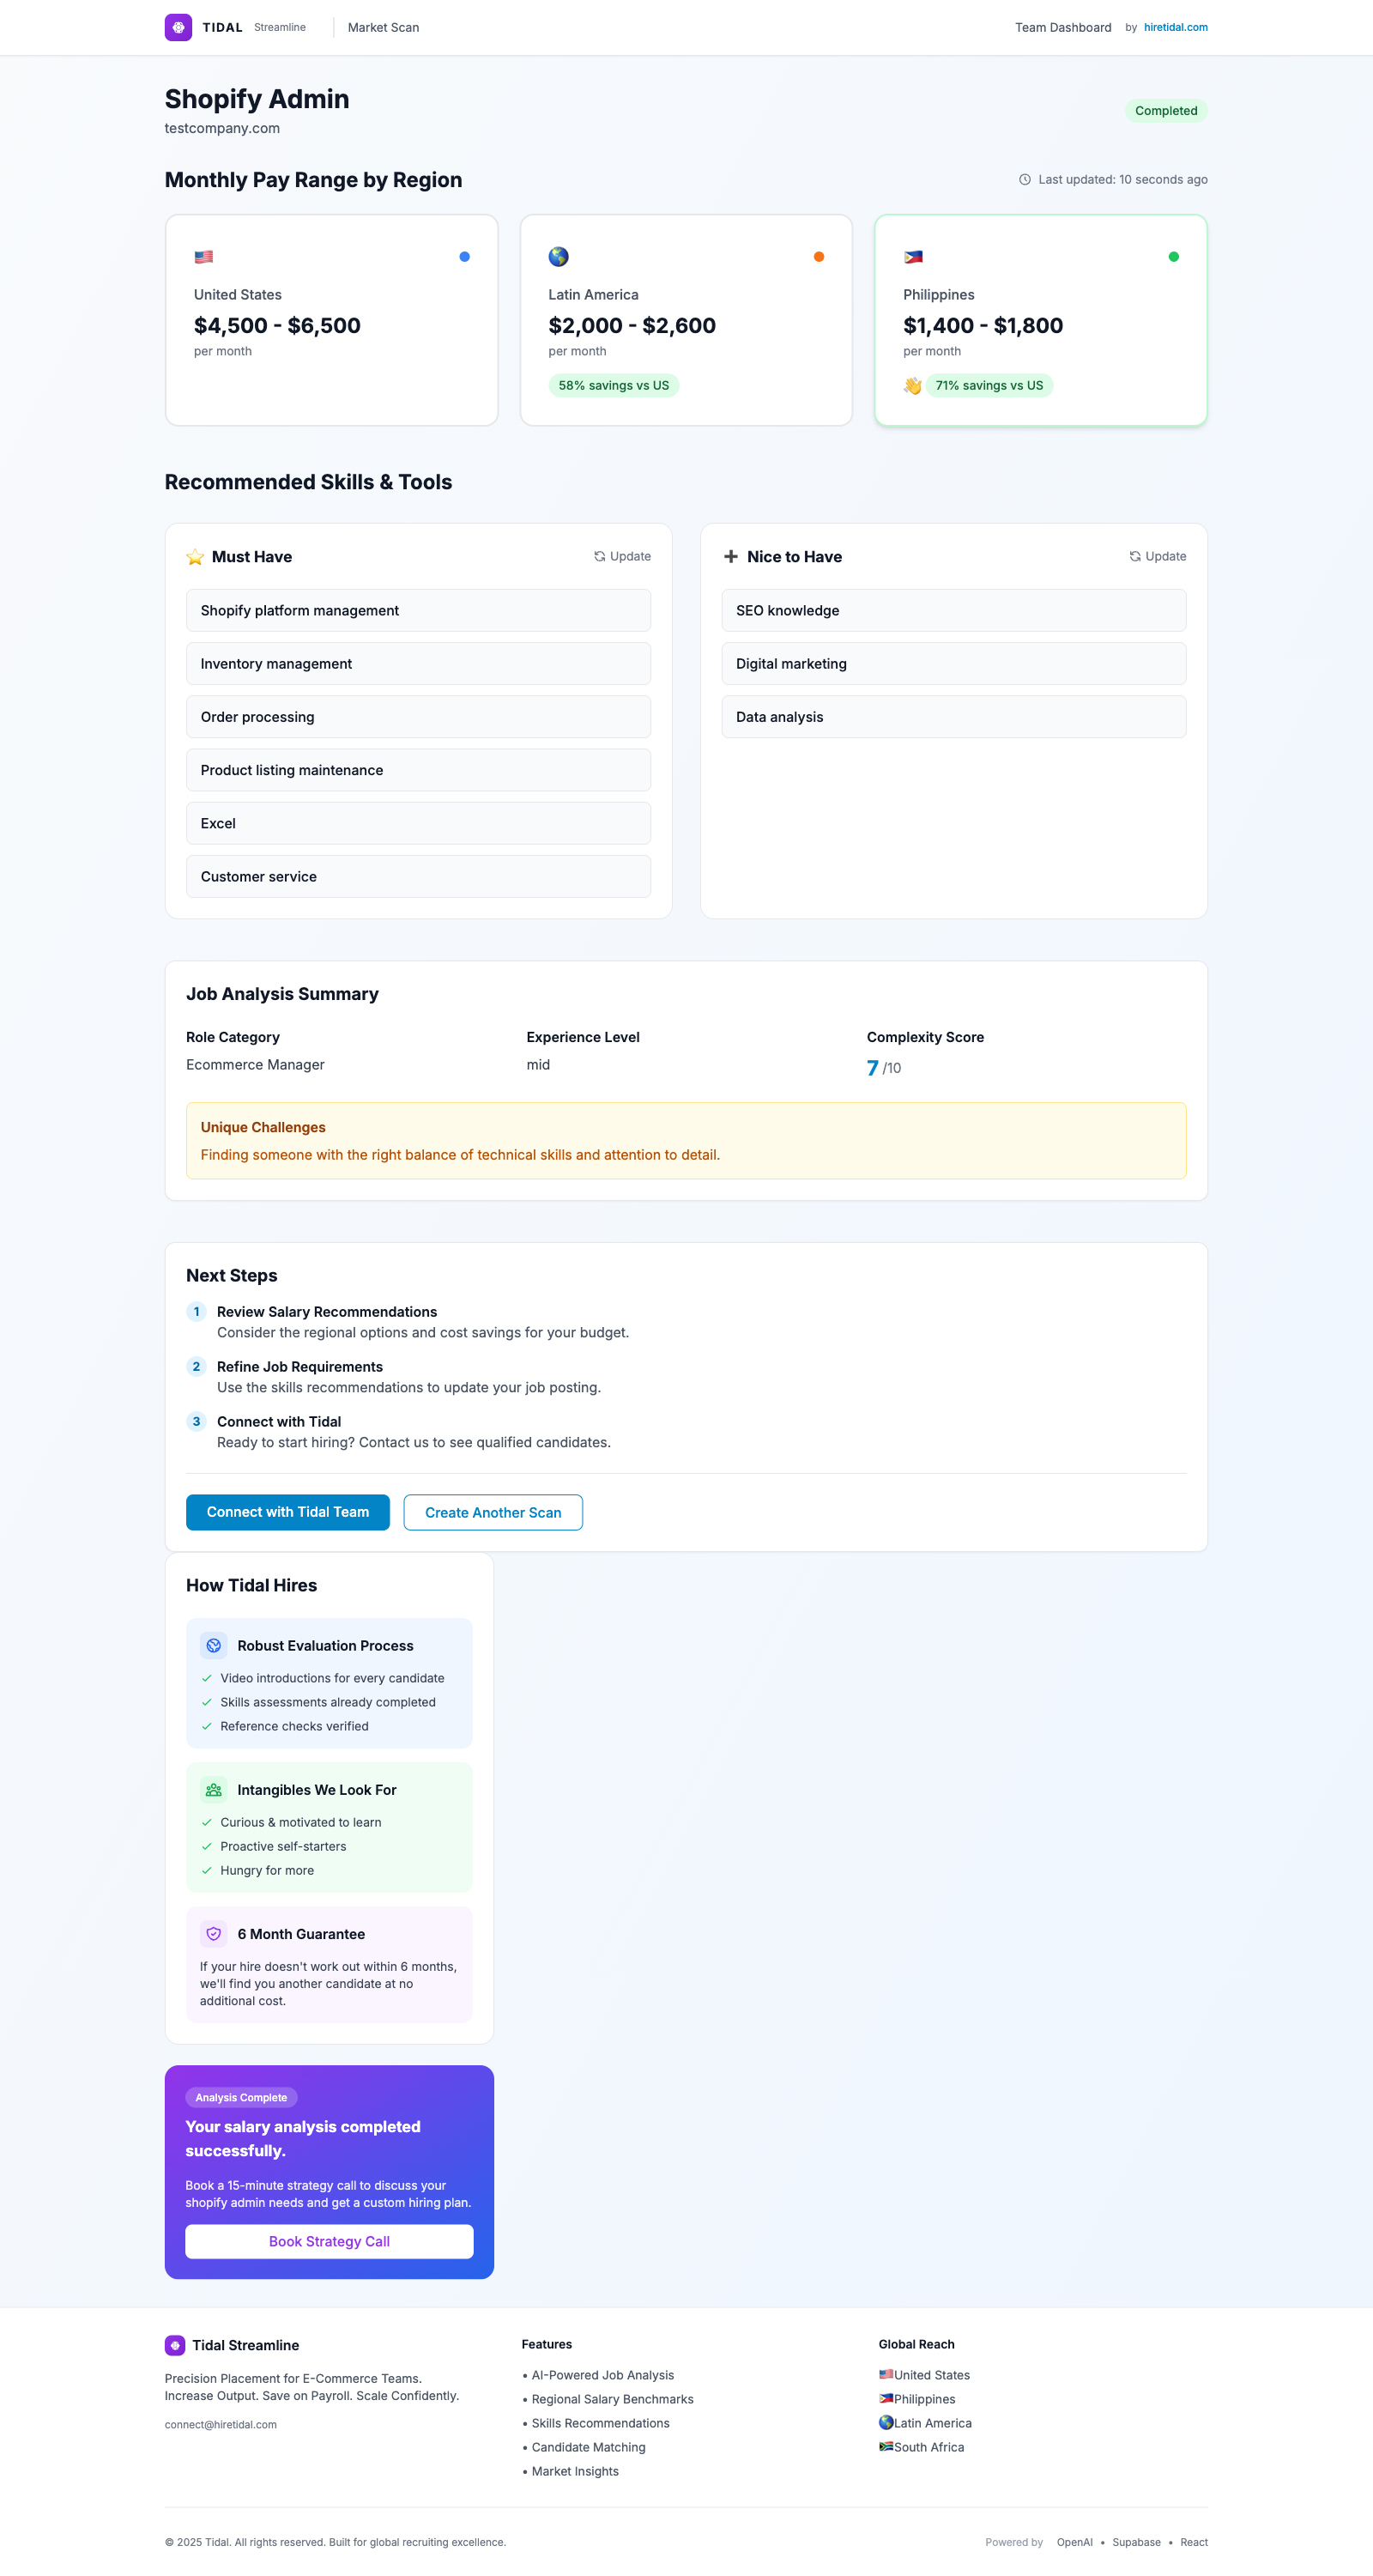 TIDAL Streamline Market Scan Team Dashboard by hiretidal.com
Shopify Admin
testcompany.com
Completed
Monthly Pay Range by Region
Last updated: 10 seconds ago
United States
$4,500 - $6,500
per month
Latin America
$2,000 - $2,600
per month
58% savings vs US
Philippines
$1,400 - $1,800
per month
71% savings vs US
Recommended Skills & Tools
Must Have
Update
Shopify platform management
Inventory management
Order processing
Product listing maintenance
Excel
Customer service
Nice to Have
Update
SEO knowledge
Digital marketing
Data analysis
Job Analysis Summary
Role Category
Ecommerce Manager
Experience Level
mid
Complexity Score
7 /10
Unique Challenges
Finding someone with the right balance of technical skills and attention to detail.
Next Steps
1 Review Salary Recommendations
Consider the regional options and cost savings for your budget.
2 Refine Job Requirements
Use the skills recommendations to update your job posting.
3 Connect with Tidal
Ready to start hiring? Contact us to see qualified candidates.
Connect with Tidal Team
Create Another Scan
How Tidal Hires
Robust Evaluation Process
Video introductions for every candidate
Skills assessments already completed
Reference checks verified
Intangibles We Look For
Curious & motivated to learn
Proactive self-starters
Hungry for more
6 Month Guarantee
If your hire doesn't work out within 6 months,
we'll find you another candidate at no
additional cost.
Analysis Complete
Your salary analysis completed
successfully.
Book a 15-minute strategy call to discuss your
shopify admin needs and get a custom hiring plan.
Book Strategy Call
Tidal Streamline
Precision Placement for E-Commerce Teams.
Increase Output. Save on Payroll. Scale Confidently.
connect@hiretidal.com
Features
• AI-Powered Job Analysis
• Regional Salary Benchmarks
• Skills Recommendations
• Candidate Matching
• Market Insights
Global Reach
United States
Philippines
Latin America
South Africa
© 2025 Tidal. All rights reserved. Built for global recruiting excellence.
Powered by OpenAI • Supabase • React